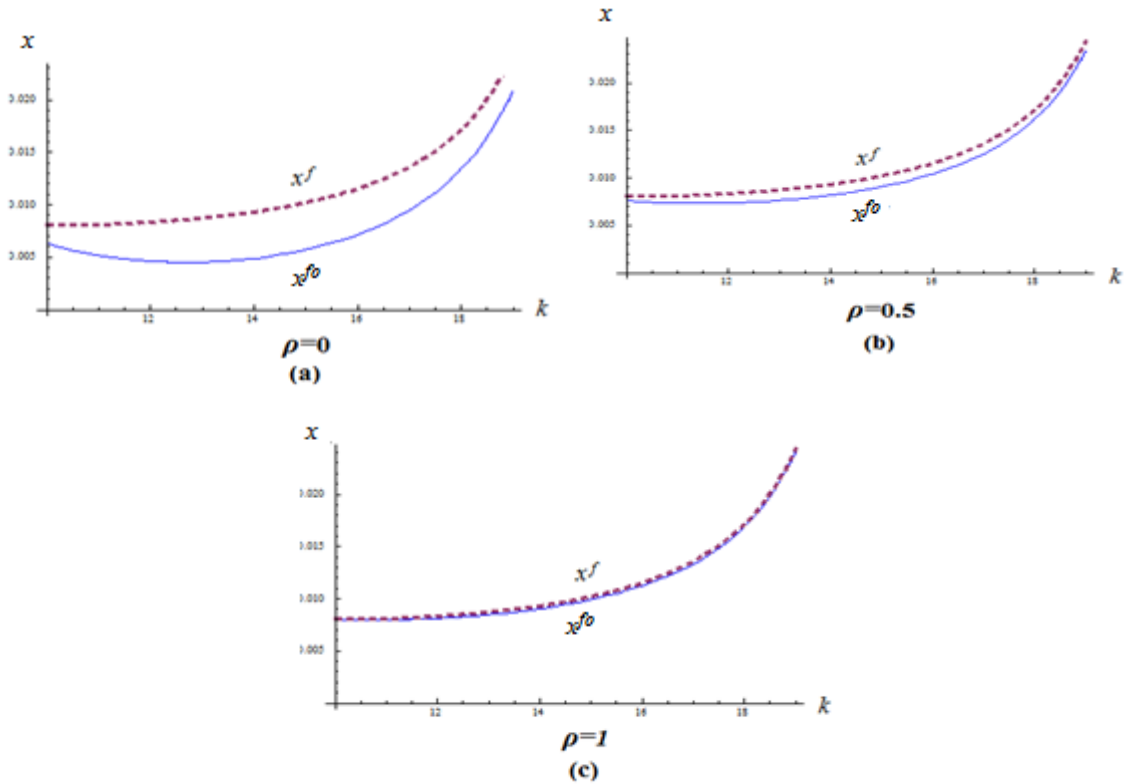 x
0.020
0.015
0.010
0.005
x^f
x^{fo}
12 14 16 18 k
ρ=0
(a)
x
0.020
0.015
0.010
0.005
x^f
x^{fo}
12 14 16 18 k
ρ=0.5
(b)
x
0.020
0.015
0.010
0.005
x^f
x^{fo}
12 14 16 18 k
ρ=1
(c)